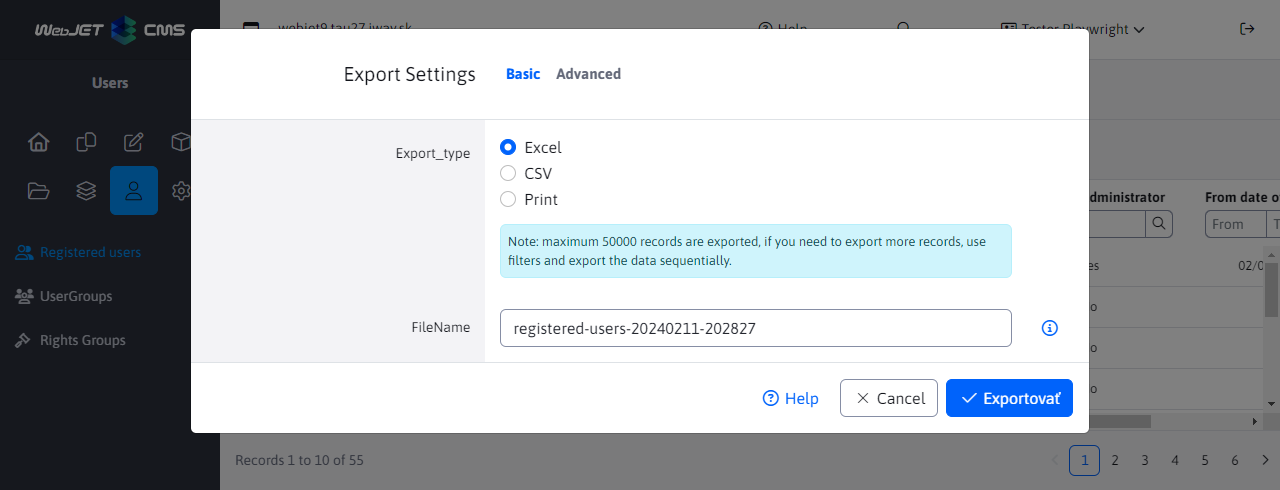 WebJET CMS
webjet9.tau27.iway.sk
Help
Tester Playwright
Users
Registered users
UserGroups
Rights Groups
Export Settings
Basic
Advanced
Export_type
Excel
CSV
Print
Note: maximum 50000 records are exported, if you need to export more records, use
filters and export the data sequentially.
FileName
registered-users-20240211-202827
Help
Cancel
Exportovať
From date
From
02/0
Records 1 to 10 of 55
1 2 3 4 5 6